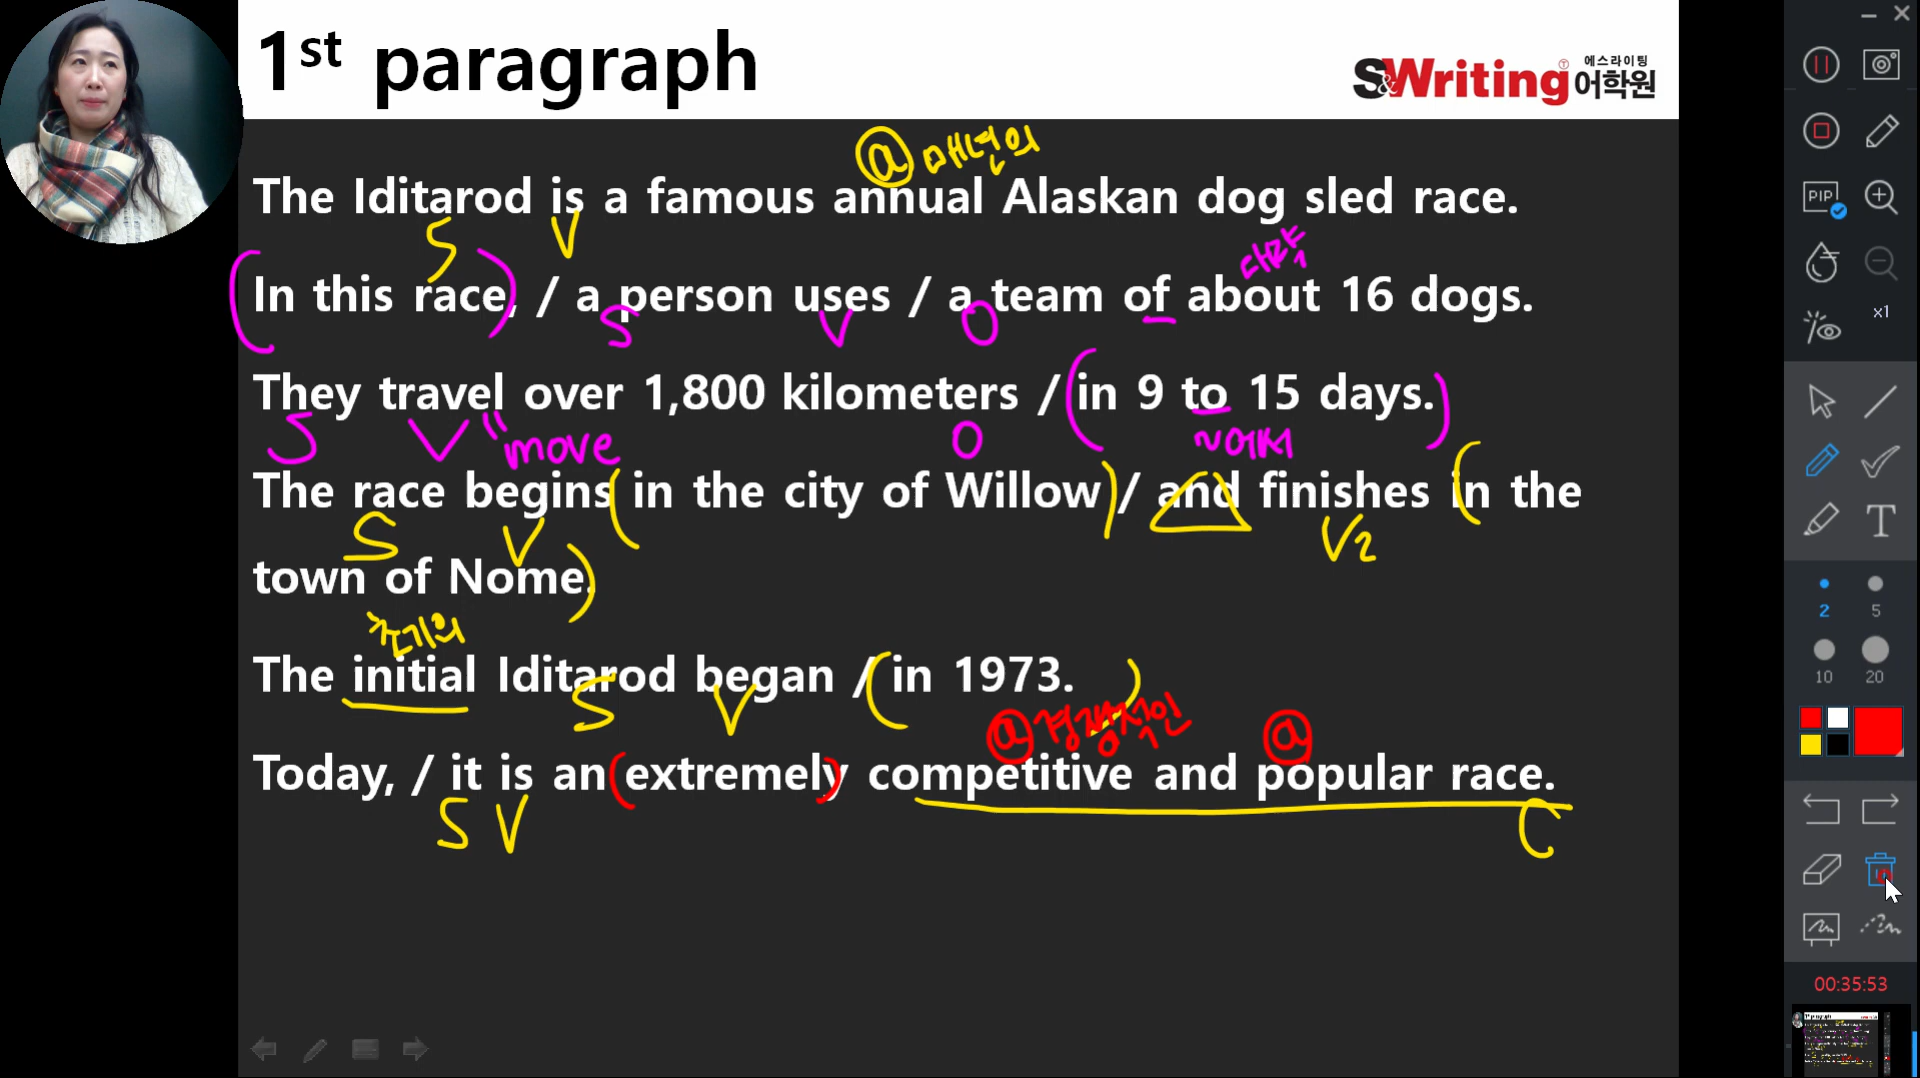 1st paragraph
S&Writing 에스라이팅 어학원
ⓐ 매년의
The Iditarod is a famous annual Alaskan dog sled race.
S V
대략
In this race, / a person uses / a team of about 16 dogs.
S V O
They travel over 1,800 kilometers / (in 9 to 15 days.)
S V "move O ~에서
The race begins (in the city of Willow) / and finishes (in the
S V V2
town of Nome.)
초기의
The initial Iditarod began / (in 1973. )
S V
ⓐ 경쟁적인 ⓐ
Today, / it is an (extremely) competitive and popular race.
S V C
PIP
x1
T
2 5
10 20
00:35:53